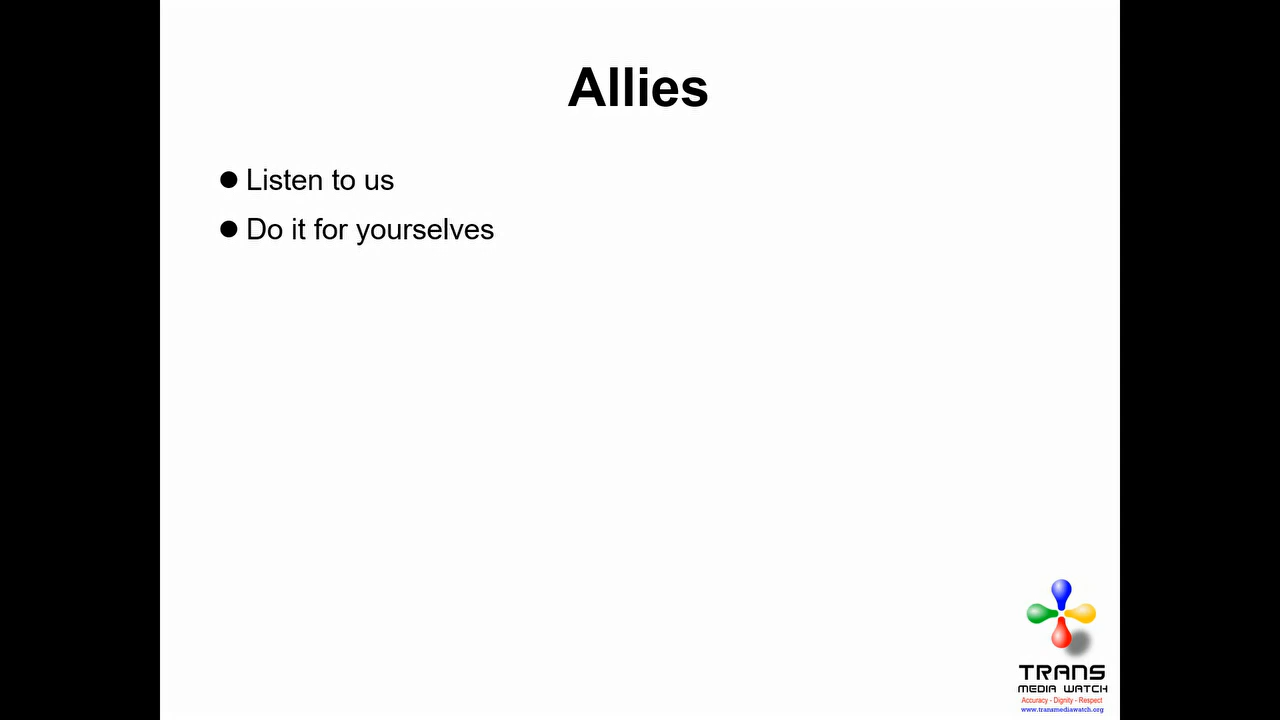 Allies
● Listen to us
● Do it for yourselves
TRANS
MEDIA WATCH
Accuracy - Dignity - Respect
www.transmediawatch.org